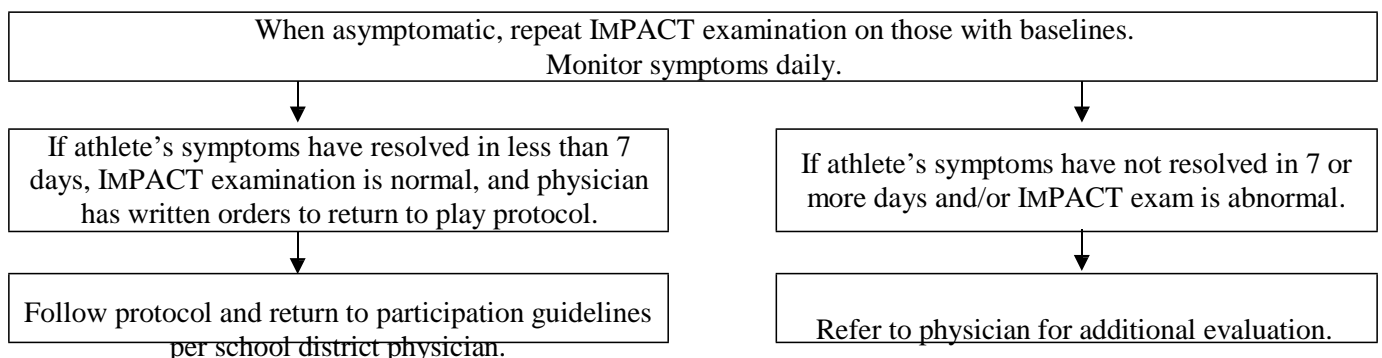 When asymptomatic, repeat IMPACT examination on those with baselines.
Monitor symptoms daily.
If athlete’s symptoms have resolved in less than 7
days, IMPACT examination is normal, and physician
has written orders to return to play protocol.
If athlete’s symptoms have not resolved in 7 or
more days and/or IMPACT exam is abnormal.
Follow protocol and return to participation guidelines
per school district physician.
Refer to physician for additional evaluation.